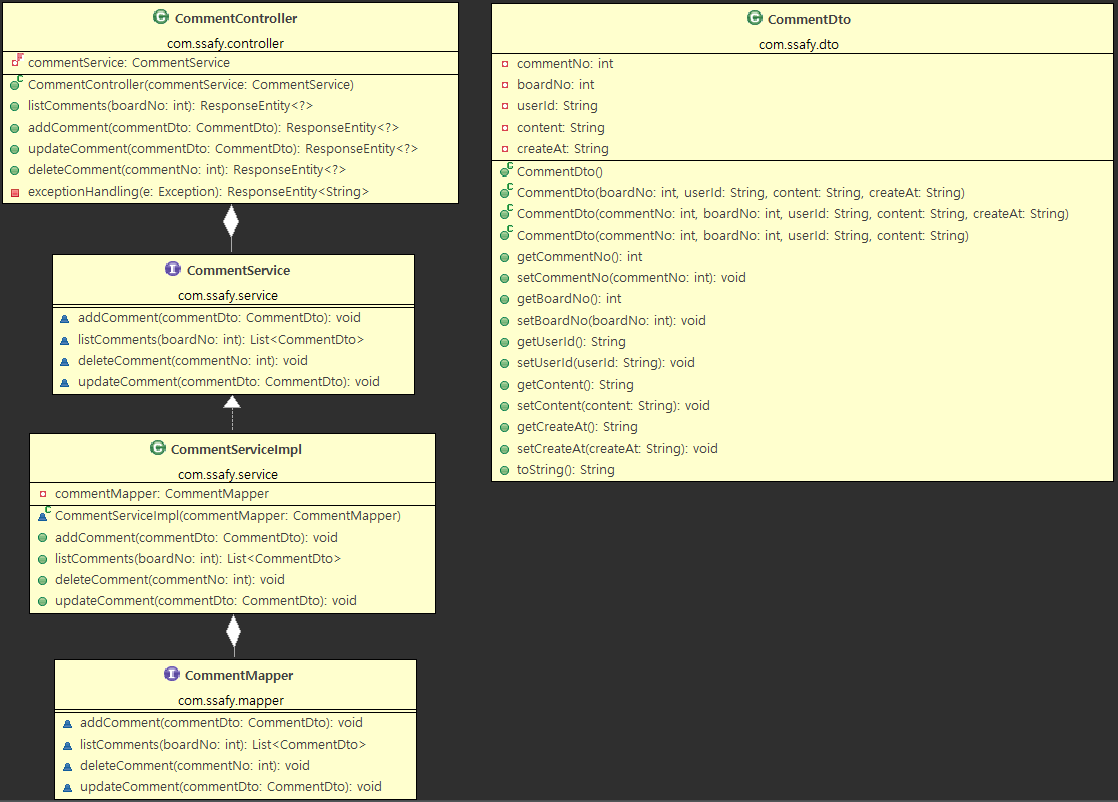 CommentController
com.ssafy.controller
commentService: CommentService
CommentController(commentService: CommentService)
listComments(boardNo: int): ResponseEntity<?>
addComment(commentDto: CommentDto): ResponseEntity<?>
updateComment(commentDto: CommentDto): ResponseEntity<?>
deleteComment(commentNo: int): ResponseEntity<?>
exceptionHandling(e: Exception): ResponseEntity<String>
CommentService
com.ssafy.service
addComment(commentDto: CommentDto): void
listComments(boardNo: int): List<CommentDto>
deleteComment(commentNo: int): void
updateComment(commentDto: CommentDto): void
CommentServiceImpl
com.ssafy.service
commentMapper: CommentMapper
CommentServiceImpl(commentMapper: CommentMapper)
addComment(commentDto: CommentDto): void
listComments(boardNo: int): List<CommentDto>
deleteComment(commentNo: int): void
updateComment(commentDto: CommentDto): void
CommentMapper
com.ssafy.mapper
addComment(commentDto: CommentDto): void
listComments(boardNo: int): List<CommentDto>
deleteComment(commentNo: int): void
updateComment(commentDto: CommentDto): void
CommentDto
com.ssafy.dto
commentNo: int
boardNo: int
userId: String
content: String
createAt: String
CommentDto()
CommentDto(boardNo: int, userId: String, content: String, createAt: String)
CommentDto(commentNo: int, boardNo: int, userId: String, content: String, createAt: String)
CommentDto(commentNo: int, boardNo: int, userId: String, content: String)
getCommentNo(): int
setCommentNo(commentNo: int): void
getBoardNo(): int
setBoardNo(boardNo: int): void
getUserId(): String
setUserId(userId: String): void
getContent(): String
setContent(content: String): void
getCreateAt(): String
setCreateAt(createAt: String): void
toString(): String